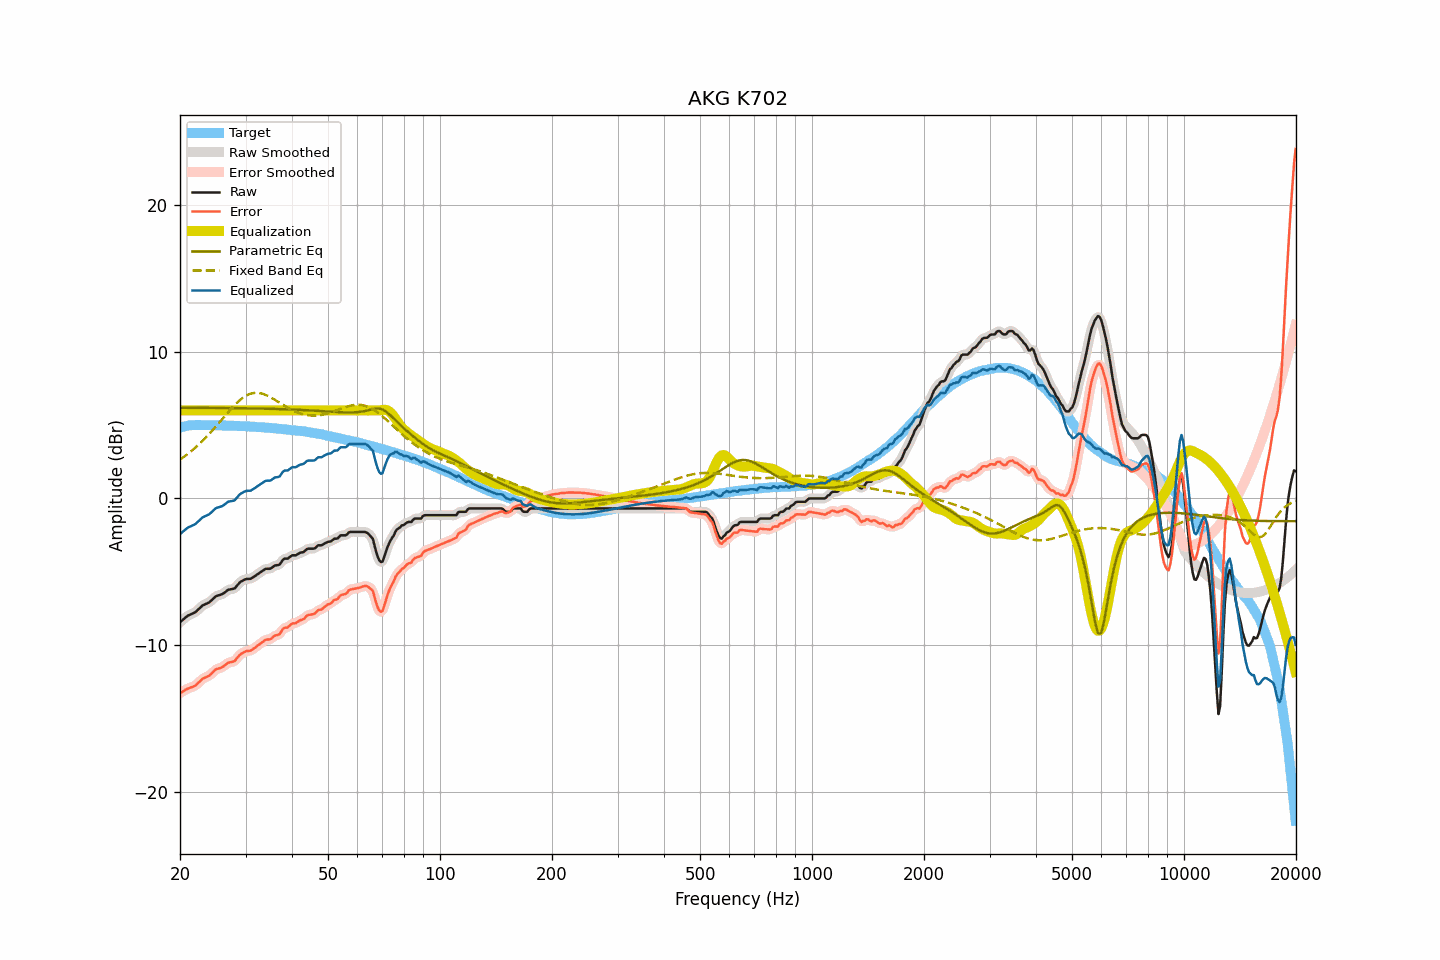 AKG K702
Target
Raw Smoothed
Error Smoothed
Raw
Error
Equalization
Parametric Eq
Fixed Band Eq
Equalized
Amplitude (dBr)
20
10
0
−10
−20
20 50 100 200 500 1000 2000 5000 10000 20000
Frequency (Hz)